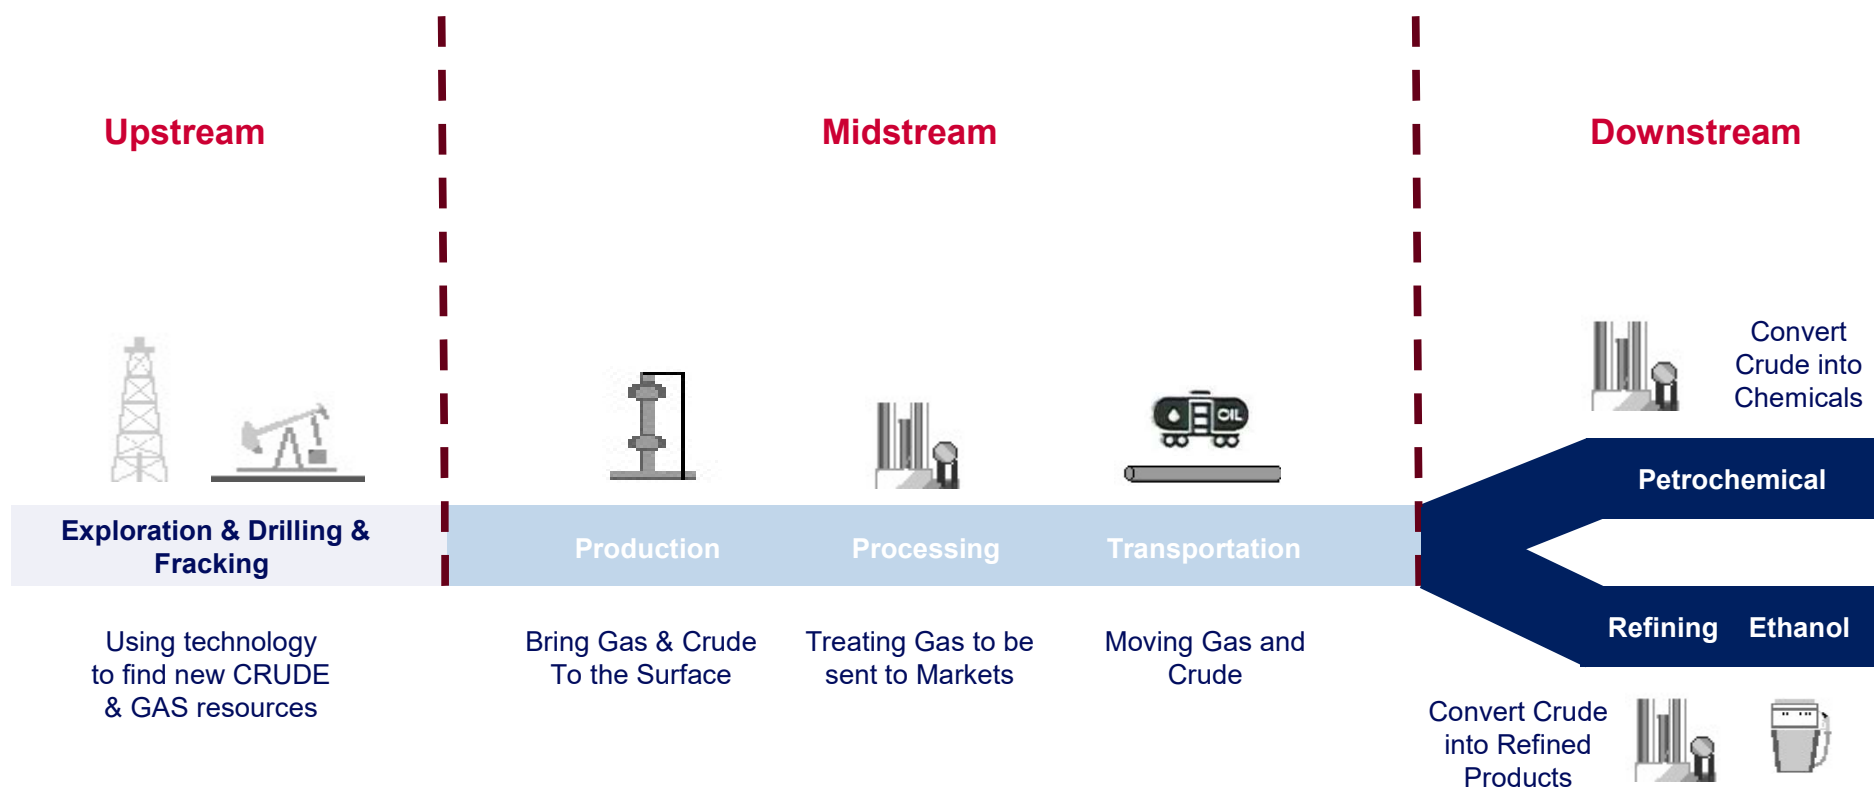 Upstream
Midstream
Downstream
OIL
Convert
Crude into
Chemicals
Petrochemical
Exploration & Drilling &
Fracking
Production
Processing
Transportation
Refining
Ethanol
Using technology
to find new CRUDE
& GAS resources
Bring Gas & Crude
To the Surface
Treating Gas to be
sent to Markets
Moving Gas and
Crude
Convert Crude
into Refined
Products